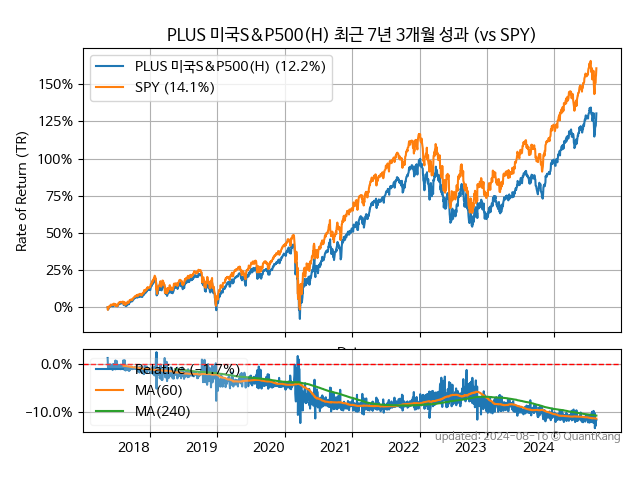 PLUS 미국S&P500(H) 최근 7년 3개월 성과 (vs SPY)
PLUS 미국S&P500(H) (12.2%)
SPY (14.1%)
Rate of Return (TR)
150%
125%
100%
75%
50%
25%
0%
0.0%
−10.0%
Relative (−1.7%)
MA(60)
MA(240)
2018 2019 2020 2021 2022 2023 2024
updated: 2024-08-16 © QuantKang